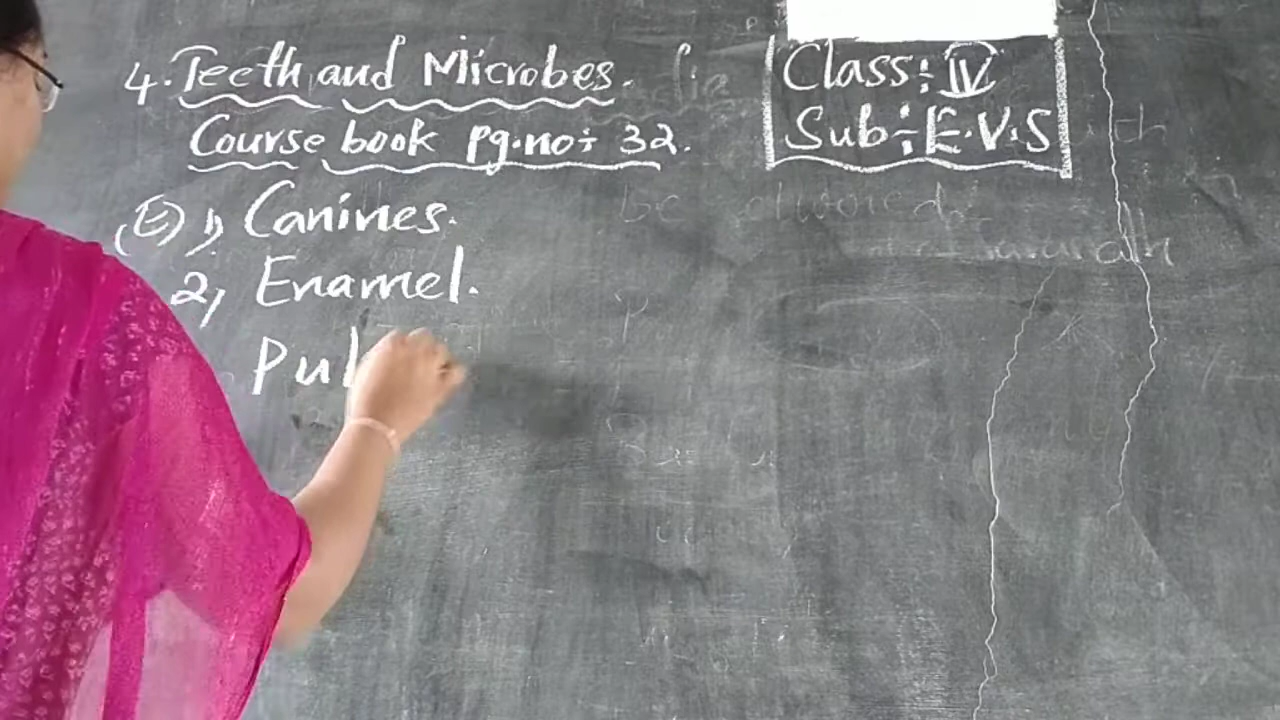 4. Teeth and Microbes.
Course book Pg.no÷ 32.
(E) 1, Canines.
2, Enamel.
Pul
Class÷ IV
Sub÷ E.V.S